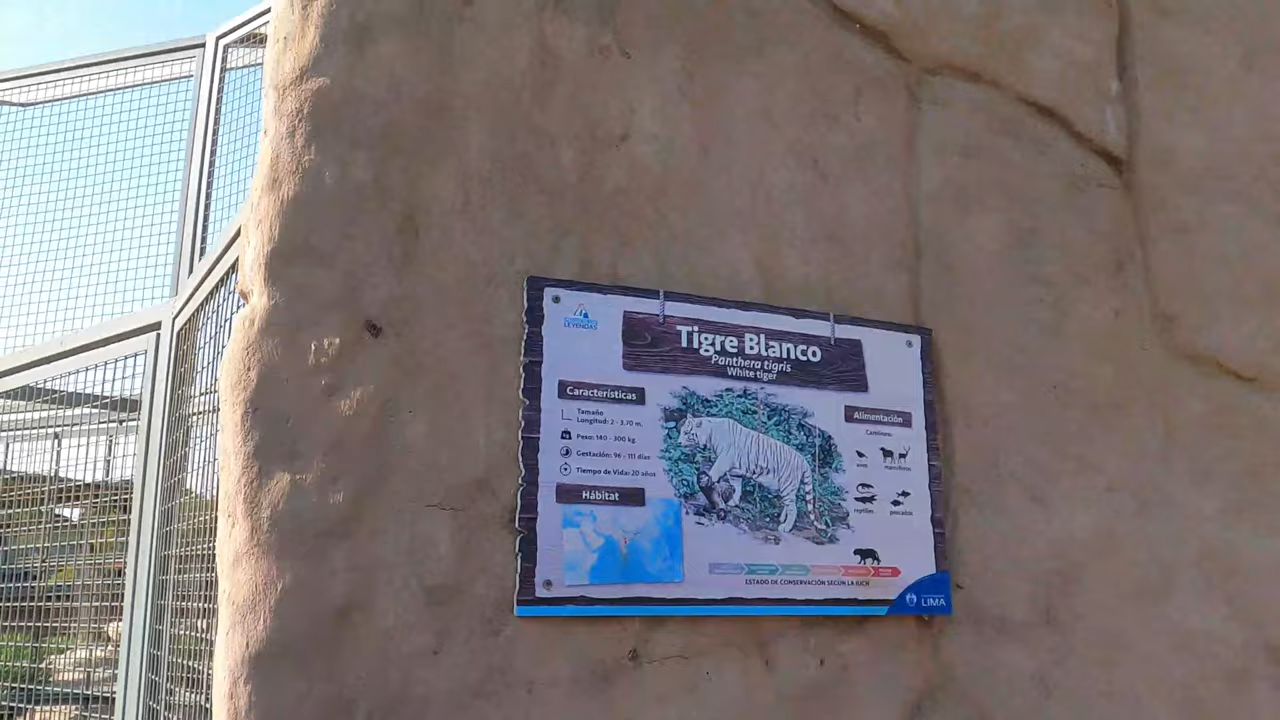 LEYENDAS
Tigre Blanco
Panthera tigris
White tiger
Características
Tamaño
Longitud: 2 - 3.70 m.
Peso: 140 - 300 kg
Gestación: 96 - 111 días
Tiempo de Vida: 20 años
Hábitat
Alimentación
Carnívoro.
aves
mamíferos
reptiles
pescados
ESTADO DE CONSERVACIÓN SEGÚN LA IUCN
LIMA